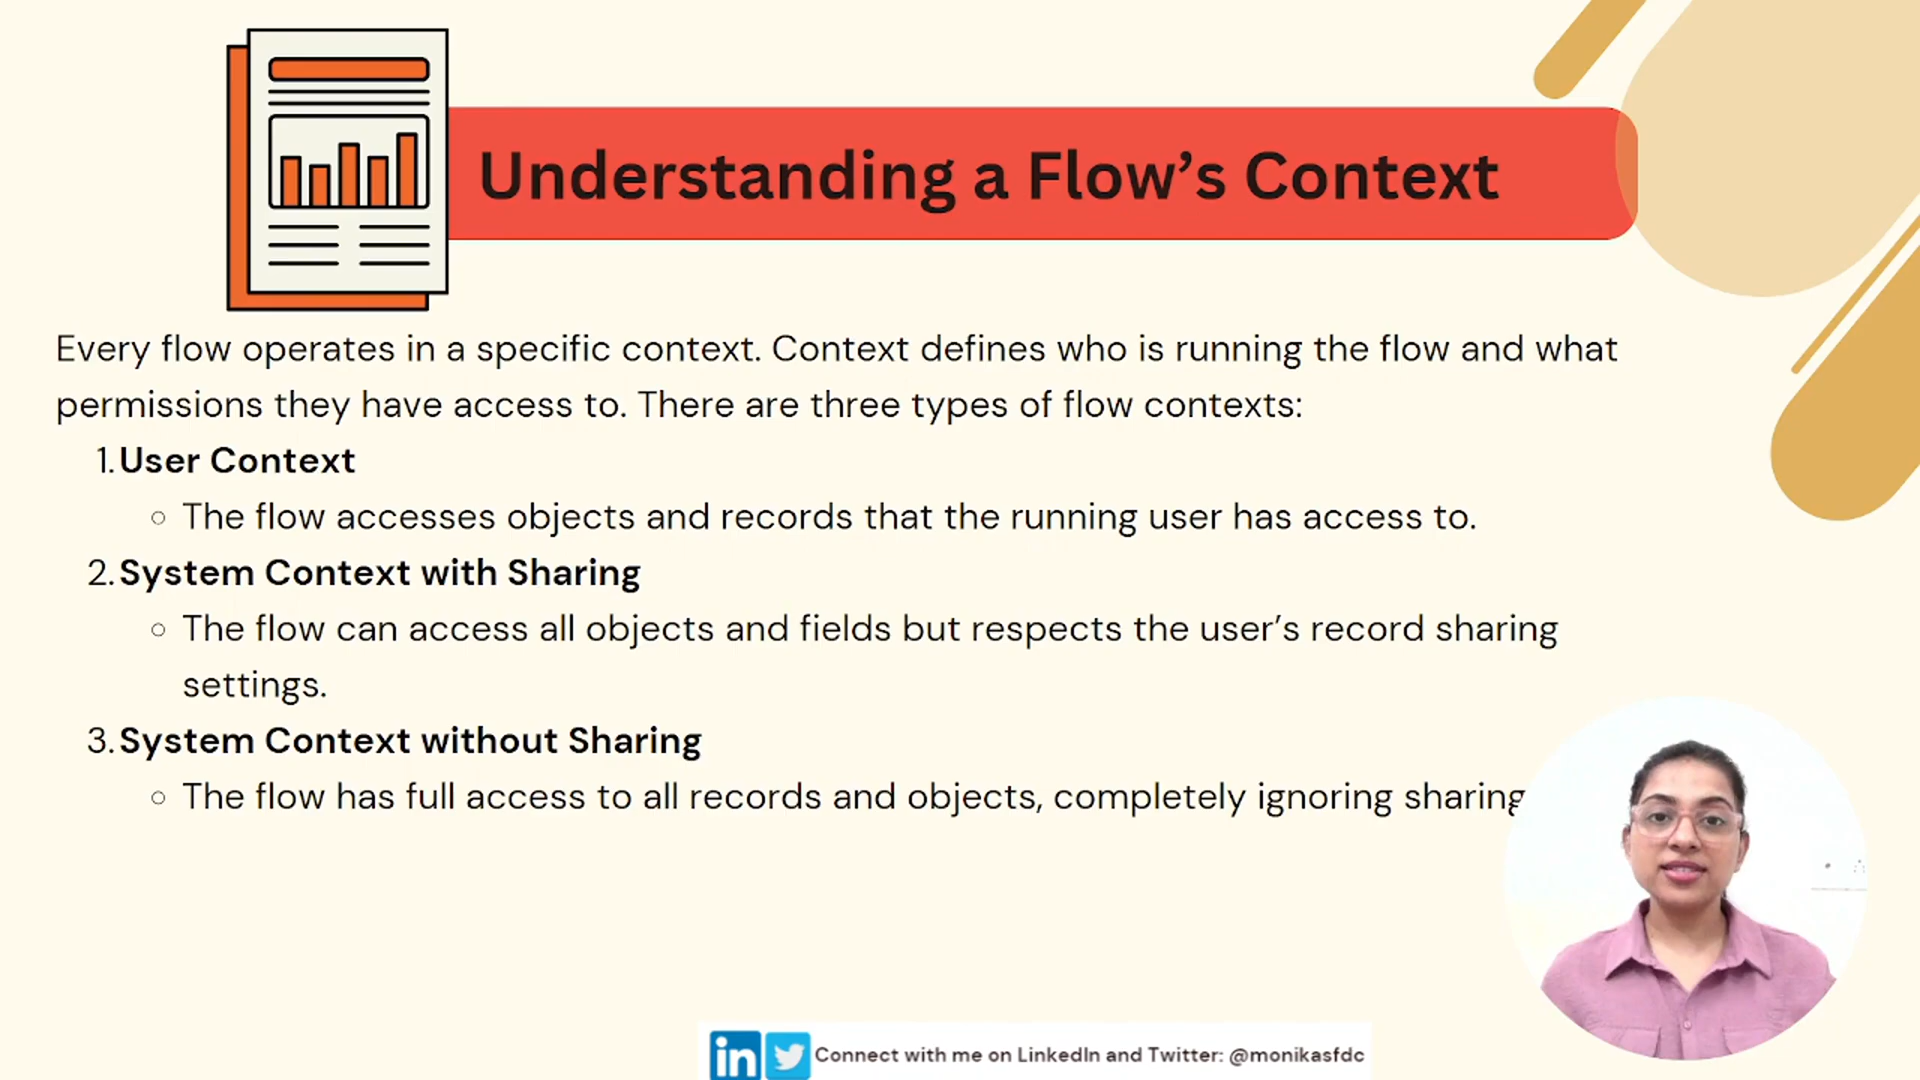 Understanding a Flow’s Context
Every flow operates in a specific context. Context defines who is running the flow and what
permissions they have access to. There are three types of flow contexts:
1. User Context
○ The flow accesses objects and records that the running user has access to.
2. System Context with Sharing
○ The flow can access all objects and fields but respects the user’s record sharing
settings.
3. System Context without Sharing
○ The flow has full access to all records and objects, completely ignoring sharing
in Connect with me on LinkedIn and Twitter: @monikasfdc